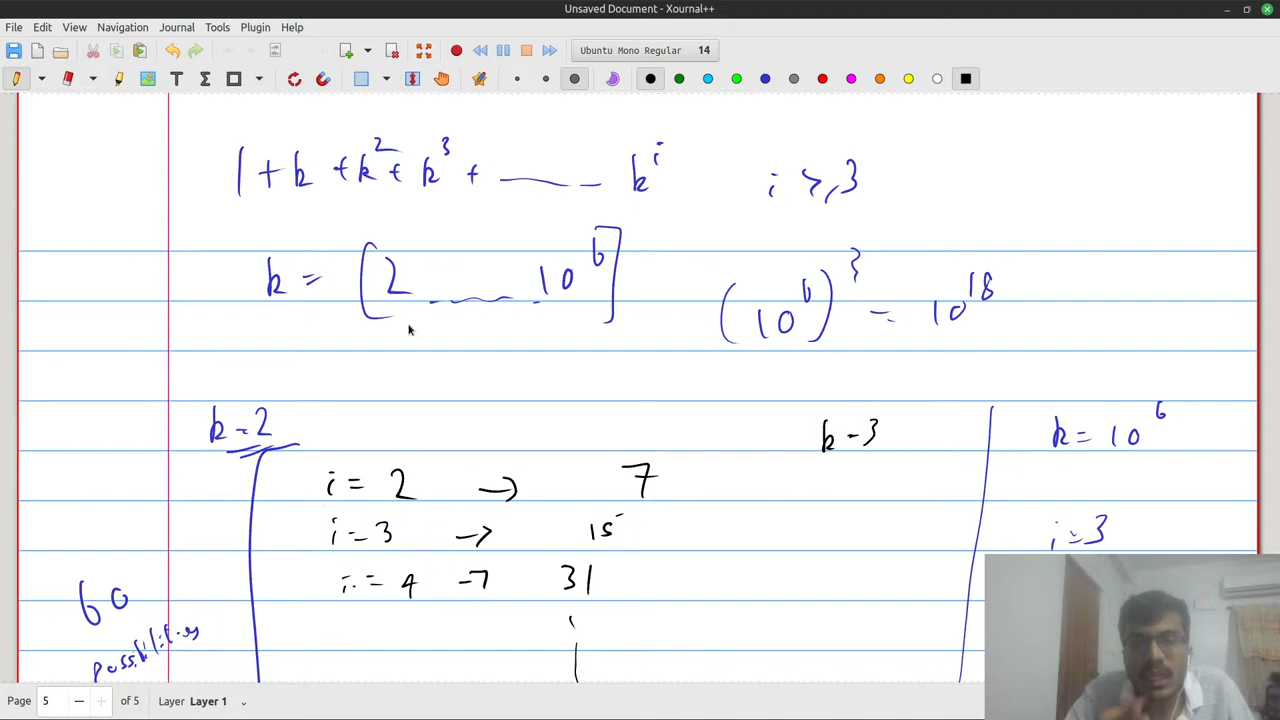 Unsaved Document - Xournal++
File Edit View Navigation Journal Tools Plugin Help
Ubuntu Mono Regular 14
1 + k + k² + k³ + ——— kⁱ i ≥ 3
k = [2 ——— 10⁶] (10⁶)³ = 10¹⁸
k = 2 k = 3 k = 10⁶
i = 2 → 7
i = 3 → 15 i = 3
i = 4 → 31
60
possibilities
Page 5 of 5 Layer Layer 1